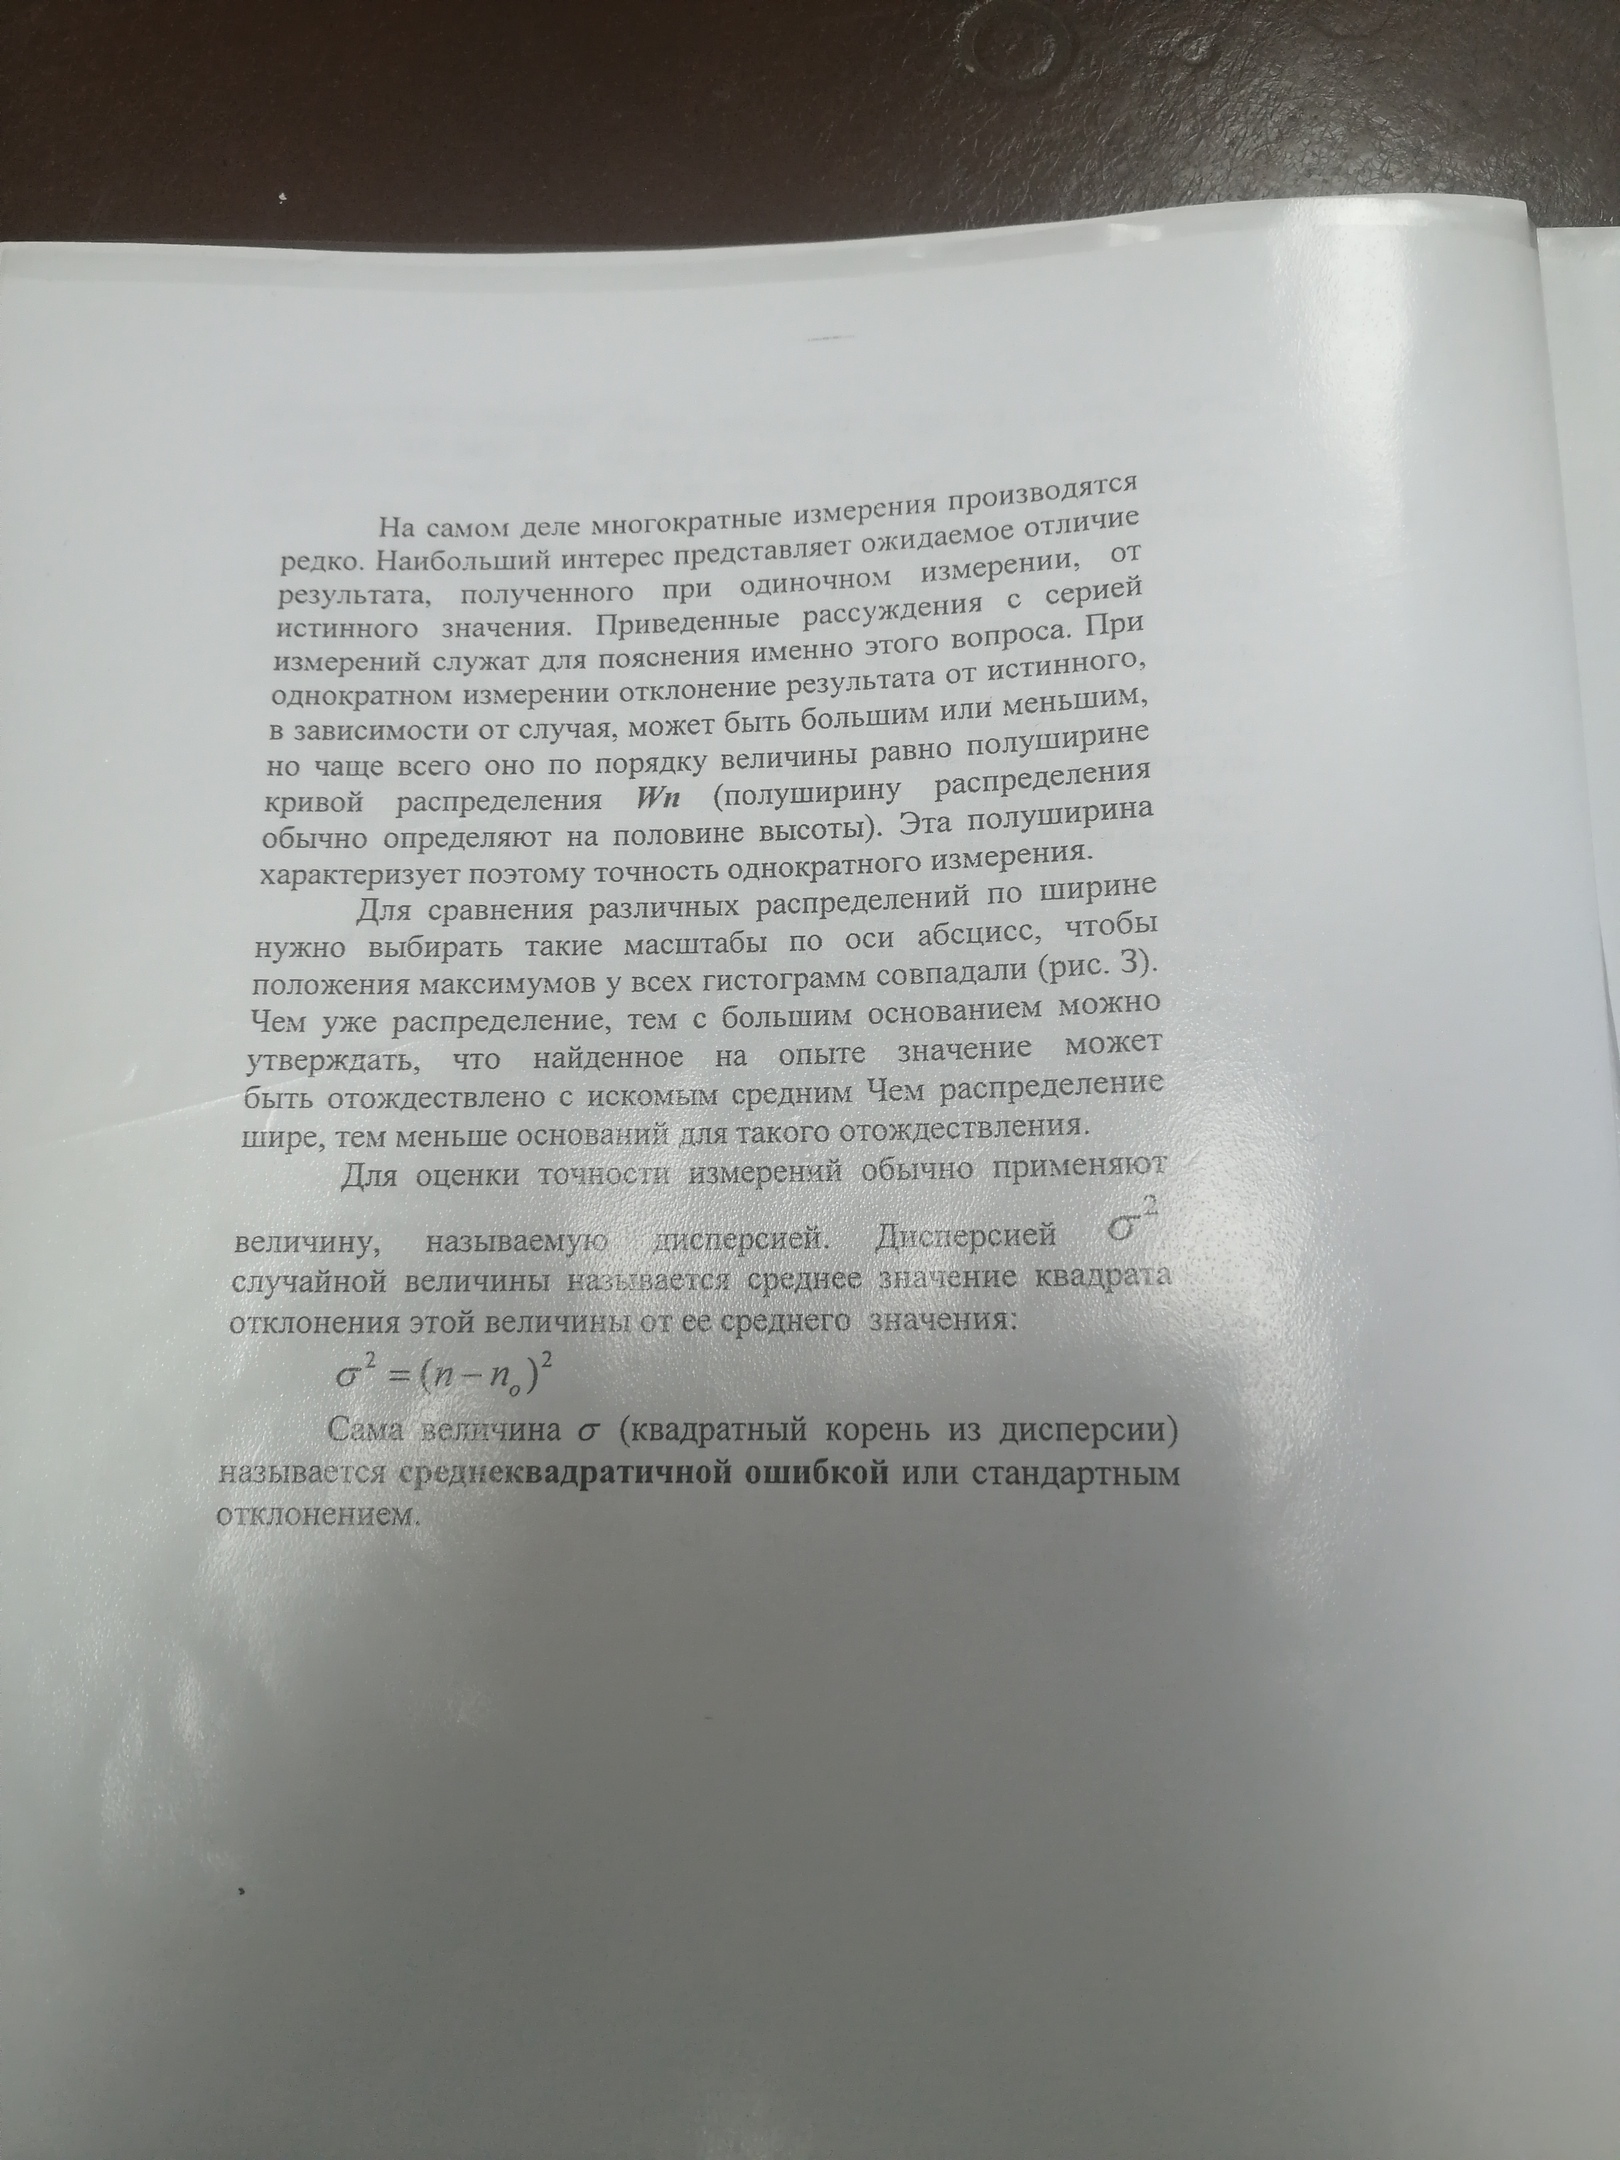 На самом деле многократные измерения производятся
редко. Наибольший интерес представляет ожидаемое отличие
результата, полученного при одиночном измерении, от
истинного значения. Приведенные рассуждения с серией
измерений служат для пояснения именно этого вопроса. При
однократном измерении отклонение результата от истинного,
в зависимости от случая, может быть большим или меньшим,
но чаще всего оно по порядку величины равно полуширине
кривой распределения Wn (полуширину распределения
обычно определяют на половине высоты). Эта полуширина
характеризует поэтому точность однократного измерения.
Для сравнения различных распределений по ширине
нужно выбирать такие масштабы по оси абсцисс, чтобы
положения максимумов у всех гистограмм совпадали (рис. 3).
Чем уже распределение, тем с большим основанием можно
утверждать, что найденное на опыте значение может
быть отождествлено с искомым средним Чем распределение
шире, тем меньше оснований для такого отождествления.
Для оценки точности измерений обычно применяют
величину, называемую дисперсией. Дисперсией σ²
случайной величины называется среднее значение квадрата
отклонения этой величины от ее среднего значения:
σ² = (n − nₒ)²
Сама величина σ (квадратный корень из дисперсии)
называется среднеквадратичной ошибкой или стандартным
отклонением.